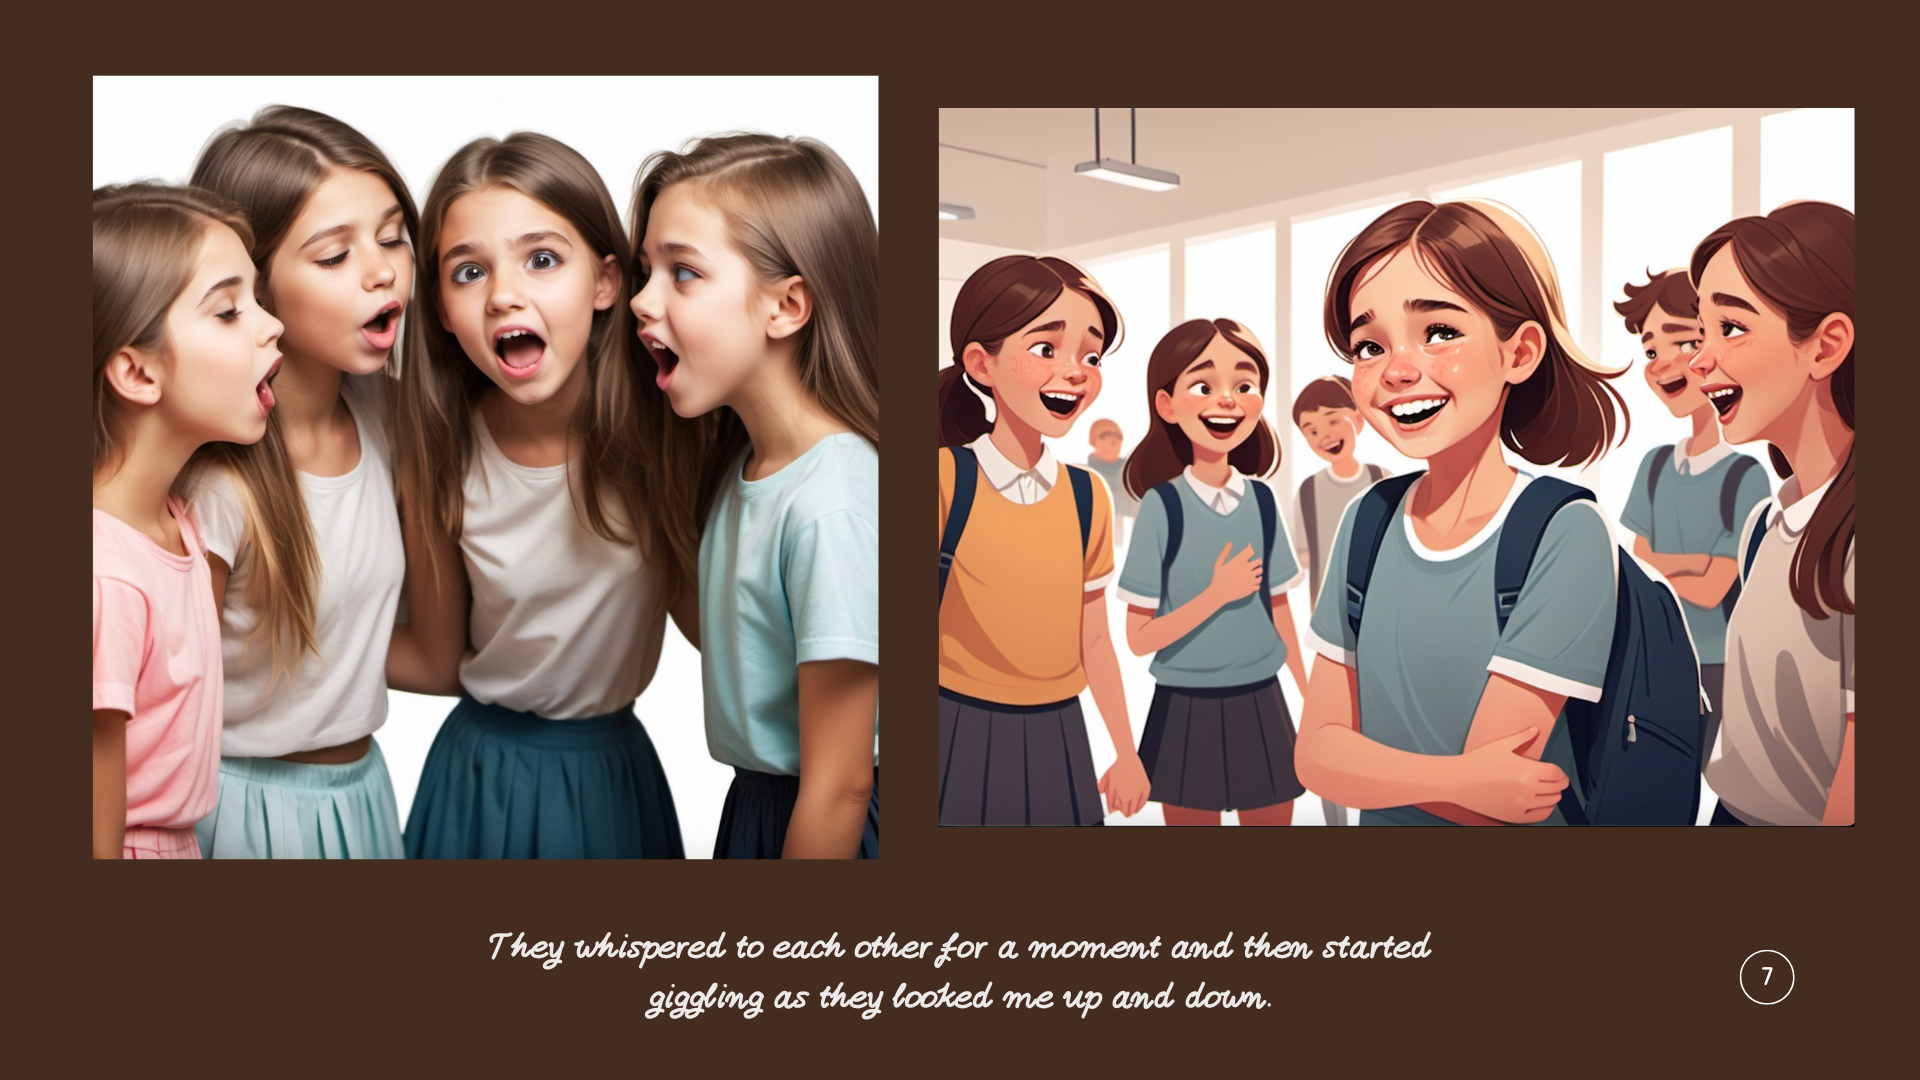 They whispered to each other for a moment and then started
giggling as they looked me up and down.
7